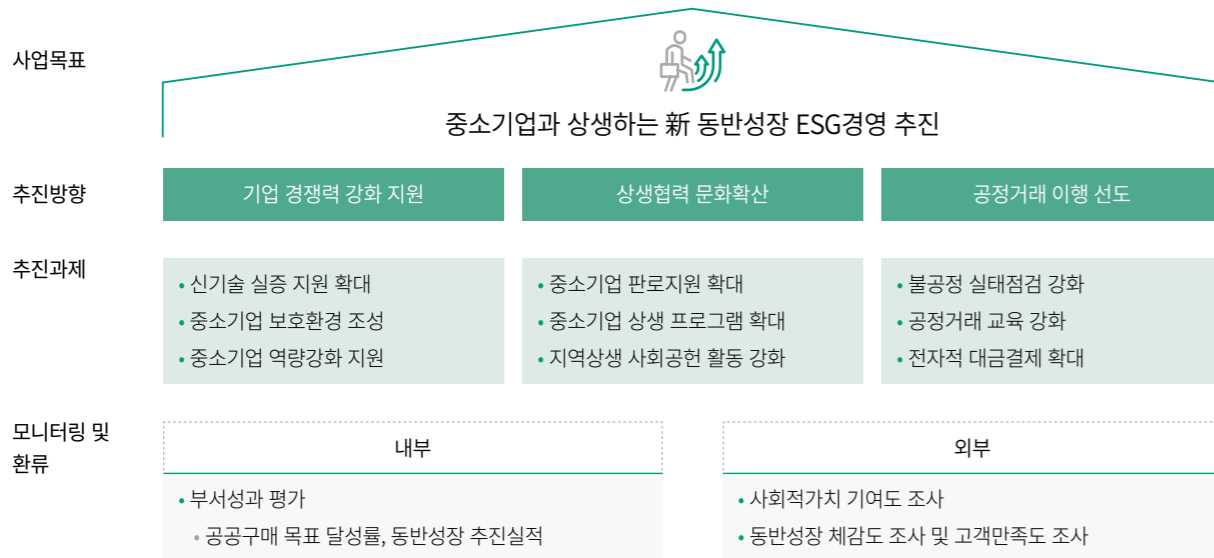 사업목표
중소기업과 상생하는 新 동반성장 ESG경영 추진
추진방향
기업 경쟁력 강화 지원
상생협력 문화확산
공정거래 이행 선도
추진과제
• 신기술 실증 지원 확대
• 중소기업 보호환경 조성
• 중소기업 역량강화 지원
• 중소기업 판로지원 확대
• 중소기업 상생 프로그램 확대
• 지역상생 사회공헌 활동 강화
• 불공정 실태점검 강화
• 공정거래 교육 강화
• 전자적 대금결제 확대
모니터링 및
환류
내부
• 부서성과 평가
• 공공구매 목표 달성률, 동반성장 추진실적
외부
• 사회적가치 기여도 조사
• 동반성장 체감도 조사 및 고객만족도 조사